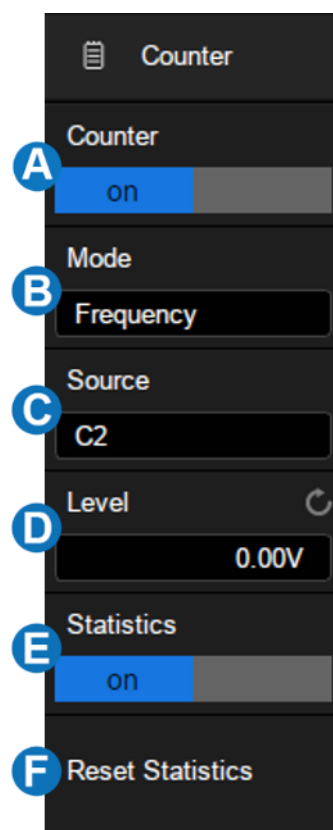 Counter
Counter
A
on
Mode
B
Frequency
Source
C
C2
Level
D
0.00V
Statistics
E
on
F Reset Statistics